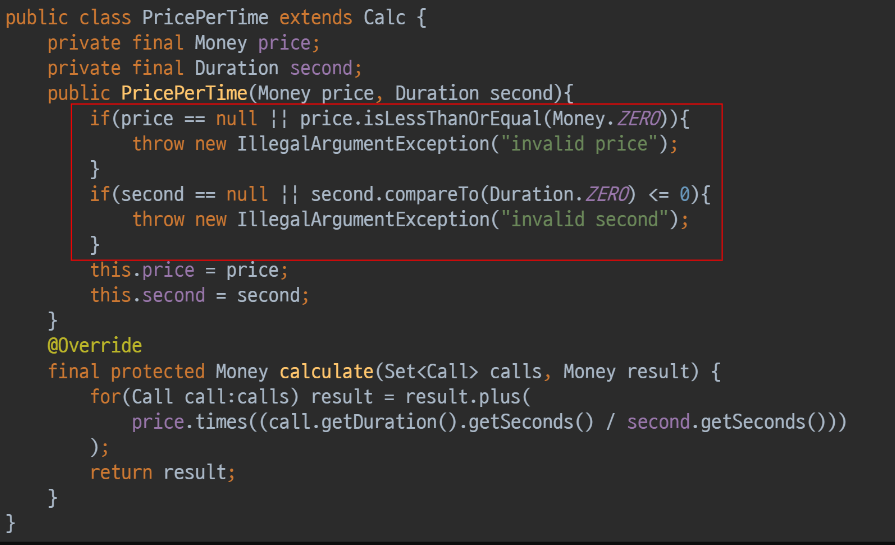 public class PricePerTime extends Calc {
    private final Money price;
    private final Duration second;
    public PricePerTime(Money price, Duration second){
        if(price == null || price.isLessThanOrEqual(Money.ZERO)){
            throw new IllegalArgumentException("invalid price");
        }
        if(second == null || second.compareTo(Duration.ZERO) <= 0){
            throw new IllegalArgumentException("invalid second");
        }
        this.price = price;
        this.second = second;
    }
    @Override
    final protected Money calculate(Set<Call> calls, Money result) {
        for(Call call:calls) result = result.plus(
            price.times((call.getDuration().getSeconds() / second.getSeconds()))
        );
        return result;
    }
}